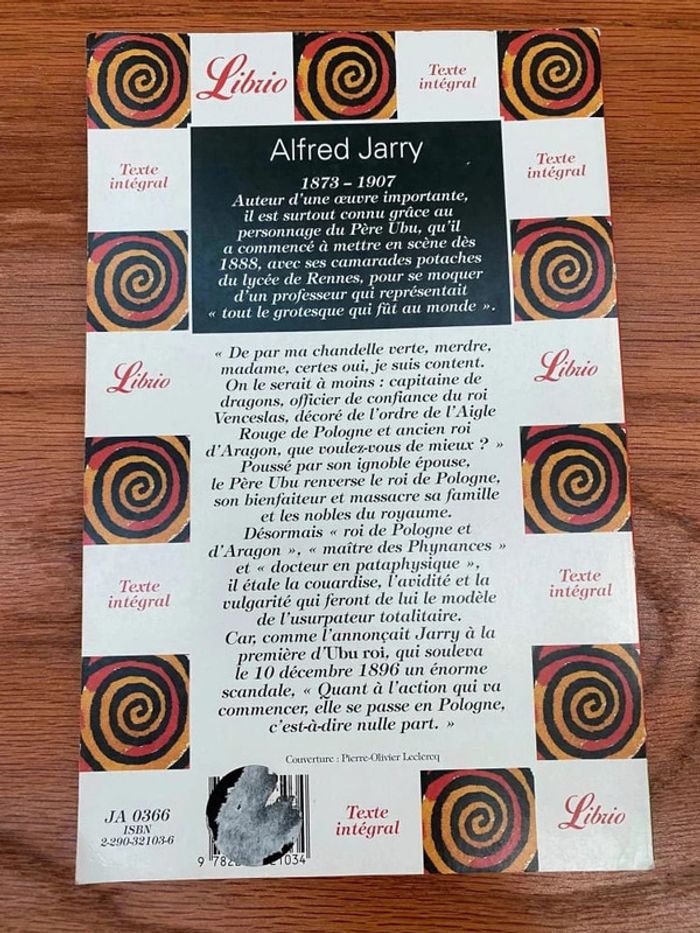 Librio
Texte
intégral
Texte
intégral
Texte
intégral
Alfred Jarry
1873 – 1907
Auteur d'une œuvre importante,
il est surtout connu grâce au
personnage du Père Ubu, qu'il
a commencé à mettre en scène dès
1888, avec ses camarades potaches
du lycée de Rennes, pour se moquer
d'un professeur qui représentait
« tout le grotesque qui fût au monde ».
Librio
Librio
« De par ma chandelle verte, merdre,
madame, certes oui, je suis content.
On le serait à moins : capitaine de
dragons, officier de confiance du roi
Venceslas, décoré de l'ordre de l'Aigle
Rouge de Pologne et ancien roi
d'Aragon, que voulez-vous de mieux ? »
Poussé par son ignoble épouse,
le Père Ubu renverse le roi de Pologne,
son bienfaiteur et massacre sa famille
et les nobles du royaume.
Désormais « roi de Pologne et
d'Aragon », « maître des Phynances »
et « docteur en pataphysique »,
il étale la couardise, l'avidité et la
vulgarité qui feront de lui le modèle
de l'usurpateur totalitaire.
Car, comme l'annonçait Jarry à la
première d'Ubu roi, qui souleva
le 10 décembre 1896 un énorme
scandale, « Quant à l'action qui va
commencer, elle se passe en Pologne,
c'est-à-dire nulle part. »
Texte
intégral
Texte
intégral
Couverture : Pierre-Olivier Leclercq
JA 0366
ISBN
2-290-32103-6
9 782 21034
Texte
intégral
Librio